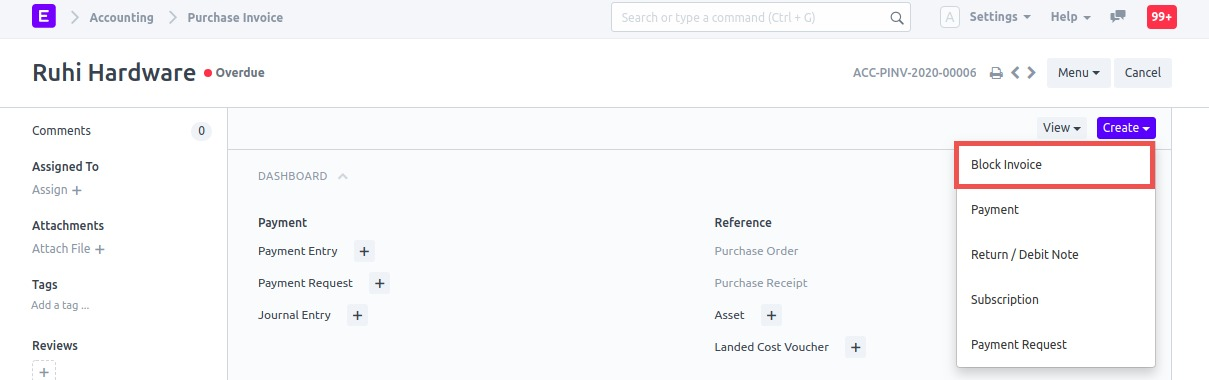 E Accounting Purchase Invoice Search or type a command (Ctrl + G) A Settings Help 99+
Ruhi Hardware Overdue ACC-PINV-2020-00006 Menu Cancel
Comments 0
View Create
Assigned To
Assign +
Attachments
Attach File +
Tags
Add a tag ...
Reviews
+
DASHBOARD
Payment
Payment Entry +
Payment Request +
Journal Entry +
Reference
Purchase Order
Purchase Receipt
Asset +
Landed Cost Voucher +
Block Invoice
Payment
Return / Debit Note
Subscription
Payment Request